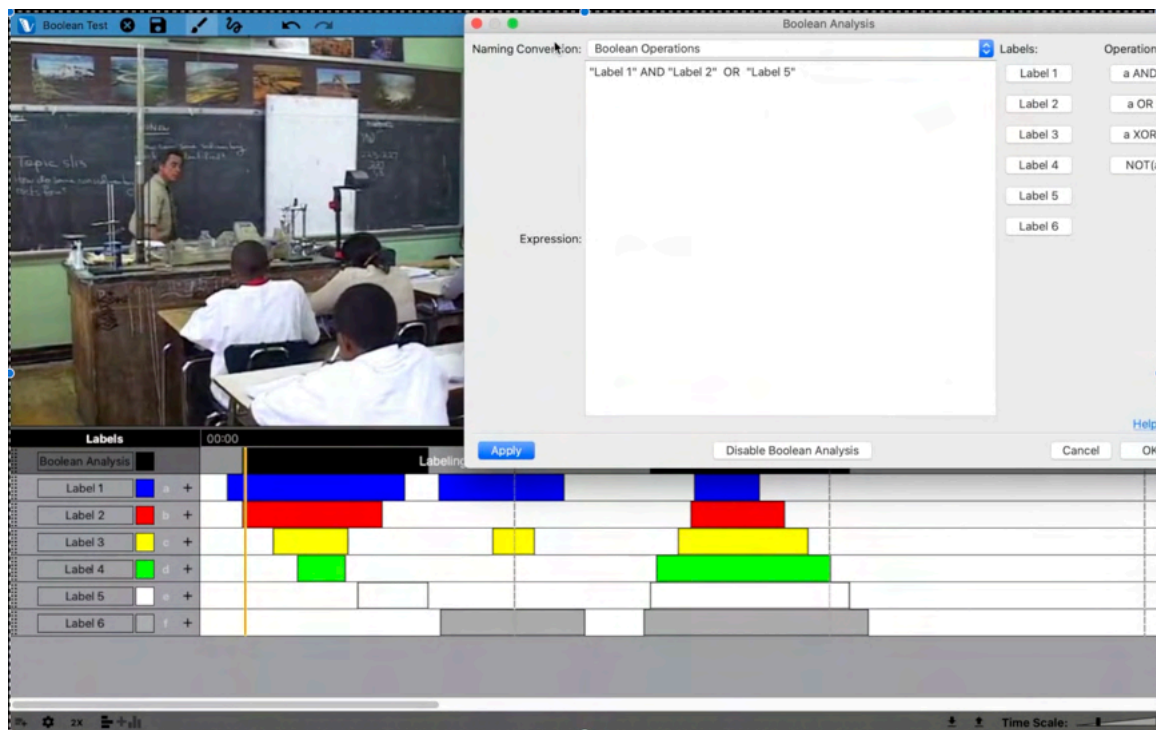 Boolean Test
Boolean Analysis
Naming Convention:
Boolean Operations
Labels:
Operation
"Label 1" AND "Label 2" OR "Label 5"
Label 1
a AND
Label 2
a OR
Label 3
a XOR
Label 4
NOT(a
Label 5
Label 6
Expression:
Topic
Help
Apply
Disable Boolean Analysis
Cancel
OK
Labels
00:00
Boolean Analysis
Labeling
Label 1 a +
Label 2 b +
Label 3 c +
Label 4 d +
Label 5 e +
Label 6 f +
2X
Time Scale: